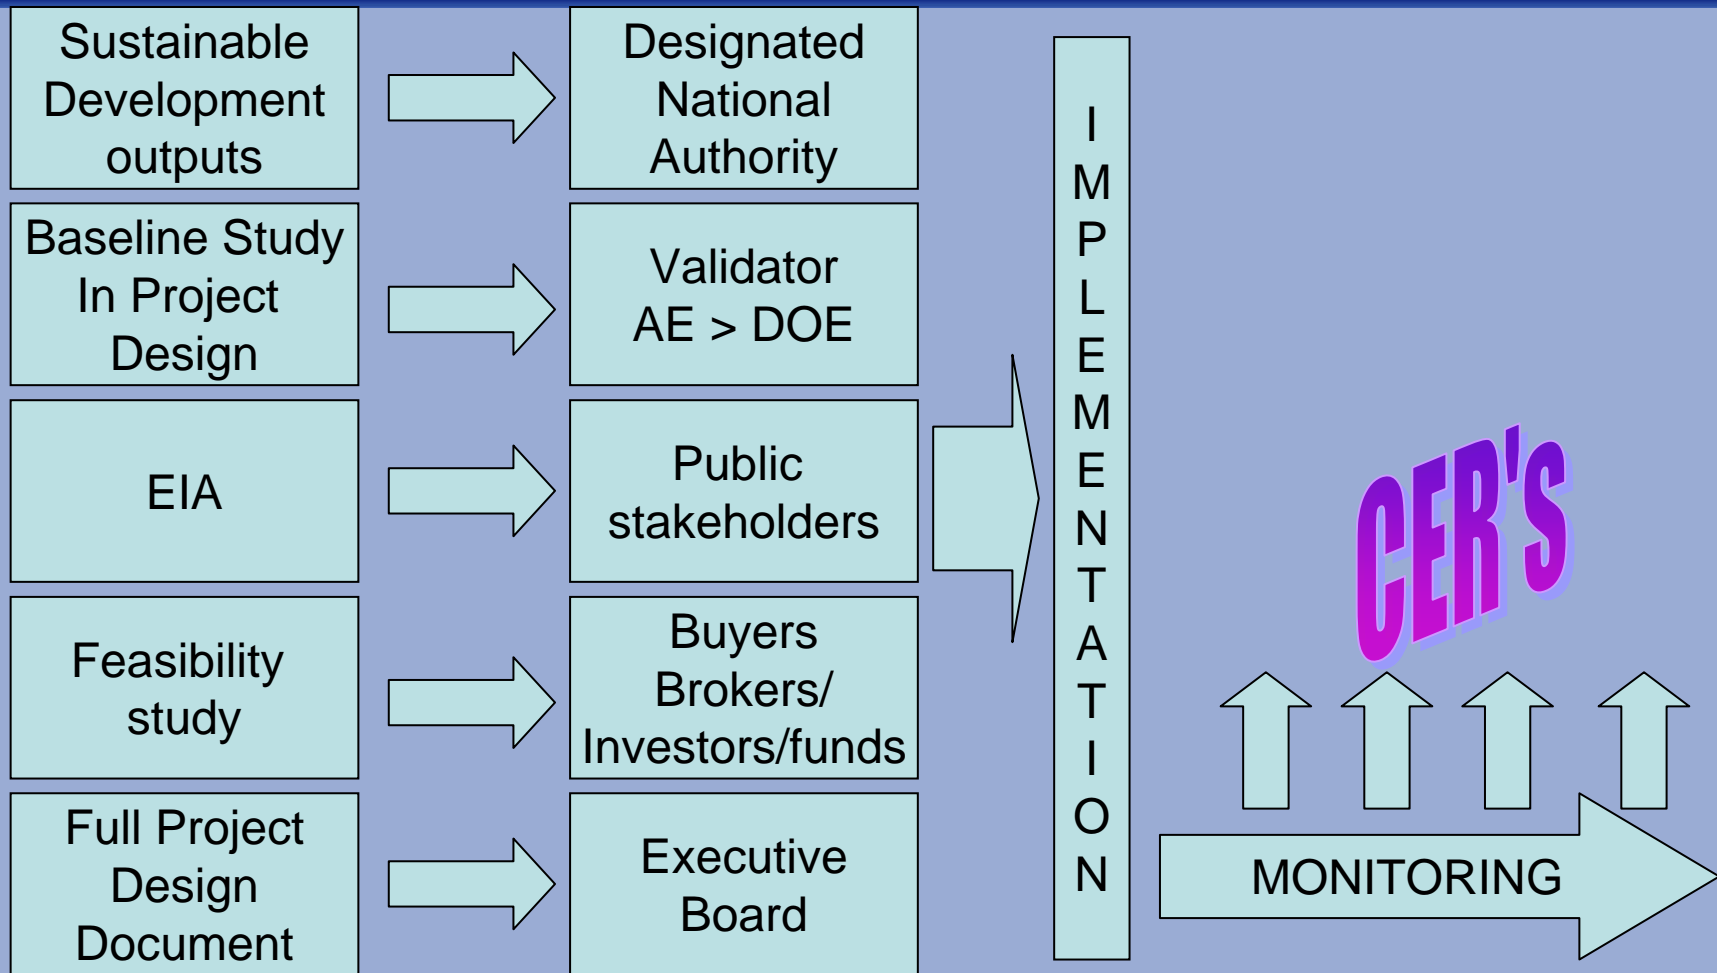 Sustainable
Development
outputs
Designated
National
Authority
Baseline Study
In Project
Design
Validator
AE > DOE
EIA
Public
stakeholders
Feasibility
study
Buyers
Brokers/
Investors/funds
Full Project
Design
Document
Executive
Board
I
M
P
L
E
M
E
N
T
A
T
I
O
N
CER'S
MONITORING